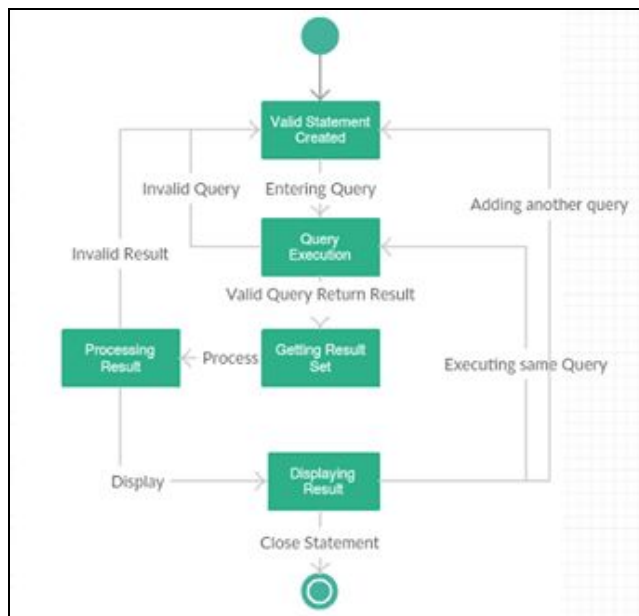 Valid Statement
Created
Invalid Query
Entering Query
Adding another query
Query
Execution
Invalid Result
Valid Query Return Result
Processing
Result
Process
Getting Result
Set
Executing same Query
Display
Displaying
Result
Close Statement